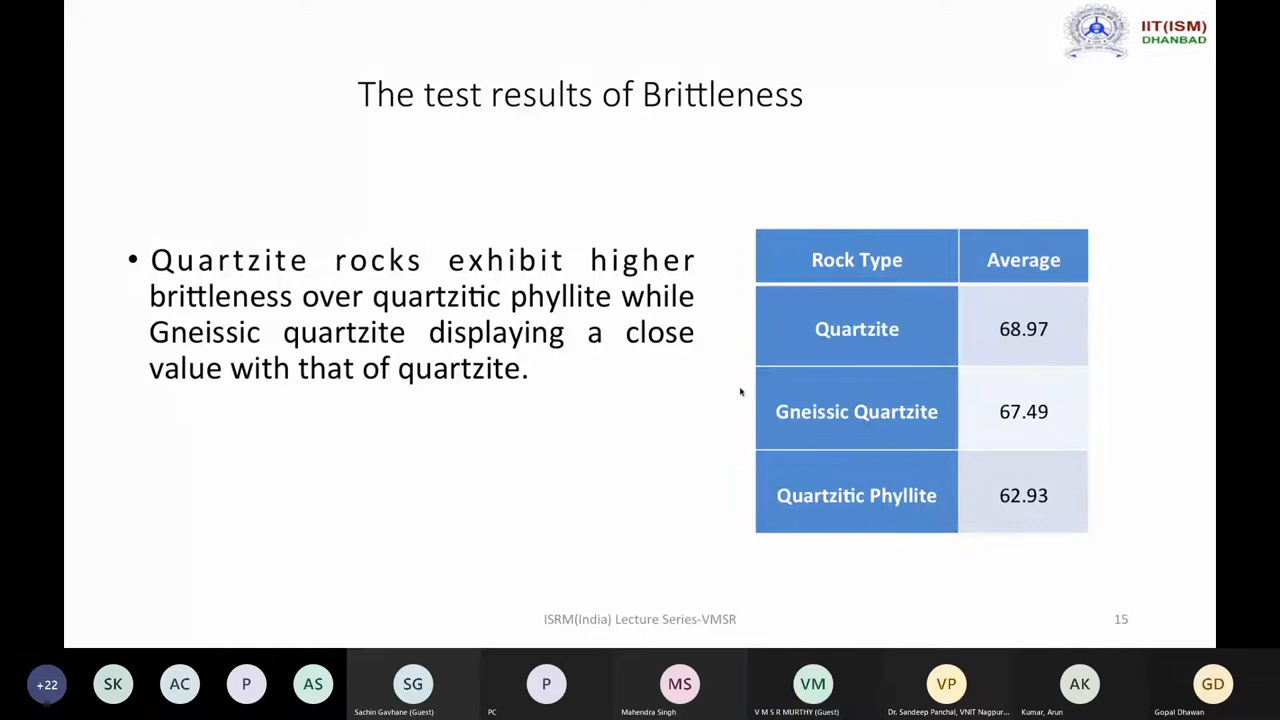 IIT(ISM)
DHANBAD
The test results of Brittleness
• Quartzite rocks exhibit higher
brittleness over quartzitic phyllite while
Gneissic quartzite displaying a close
value with that of quartzite.
Rock Type Average
Quartzite 68.97
Gneissic Quartzite 67.49
Quartzitic Phyllite 62.93
ISRM(India) Lecture Series-VMSR
15
+22 SK AC P AS SG P MS VM VP AK GD
Sachin Gavhane (Guest) PC Mahendra Singh V M S R MURTHY (Guest) Dr. Sandeep Panchal, VNIT Nagpur... Kumar, Arun Gopal Dhawan